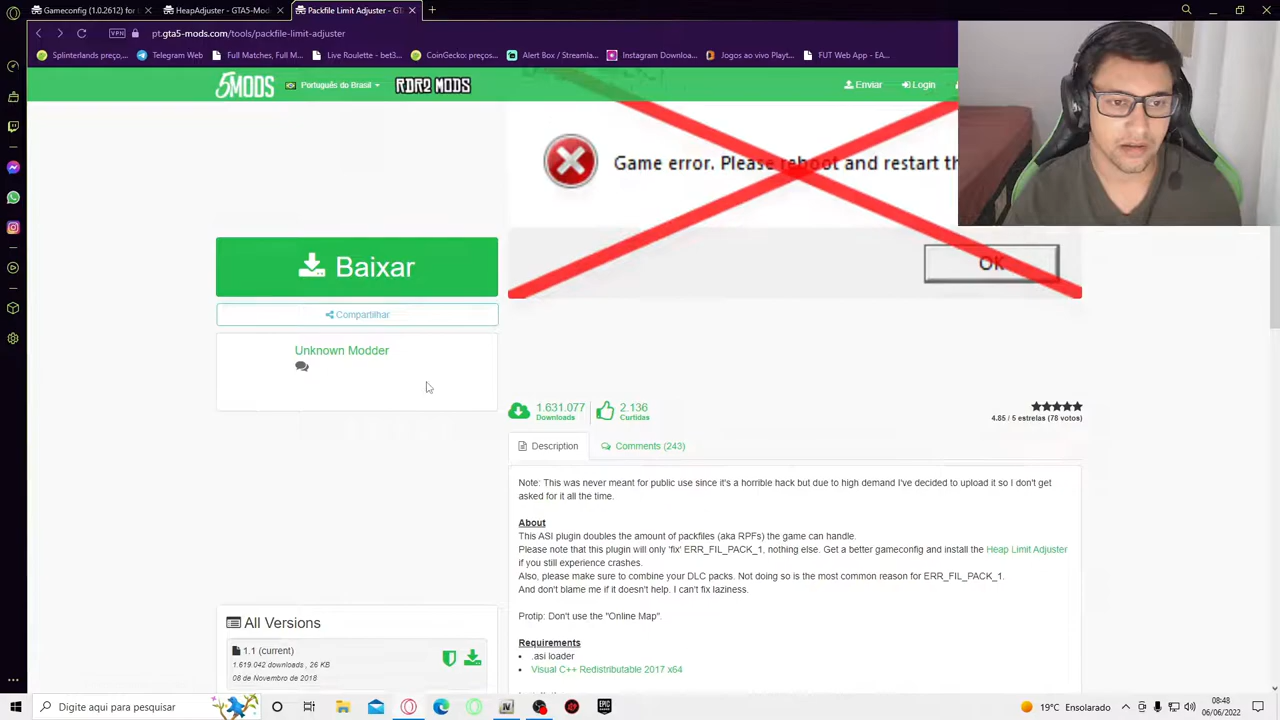 Gameconfig (1.0.2612) for
HeapAdjuster - GTA5-Mods
Packfile Limit Adjuster - GT
VPN
pt.gta5-mods.com/tools/packfile-limit-adjuster
Splinterlands preços...
Telegram Web
Full Matches, Full M...
Live Roulette - bet3...
CoinGecko: preços...
Alert Box / Streamla...
Instagram Downloa...
Jogos ao vivo Playt...
FUT Web App - EA...
5MODS
Português do Brasil
RDR2 MODS
Enviar
Login
Game error. Please reboot and restart th
OK
Baixar
Compartilhar
Unknown Modder
1.631.077
Downloads
2.136
Curtidas
4.85 / 5 estrelas (78 votos)
Description
Comments (243)
Note: This was never meant for public use since it's a horrible hack but due to high demand I've decided to upload it so I don't get
asked for it all the time.
About
This ASI plugin doubles the amount of packfiles (aka RPFs) the game can handle.
Please note that this plugin will only 'fix' ERR_FIL_PACK_1, nothing else. Get a better gameconfig and install the Heap Limit Adjuster
if you still experience crashes.
Also, please make sure to combine your DLC packs. Not doing so is the most common reason for ERR_FIL_PACK_1.
And don't blame me if it doesn't help. I can't fix laziness.
Protip: Don't use the "Online Map".
Requirements
.asi loader
Visual C++ Redistributable 2017 x64
All Versions
1.1 (current)
1.619.042 downloads , 26 KB
08 de Novembro de 2018
Digite aqui para pesquisar
19°C Ensolarado
08:48
06/06/2022